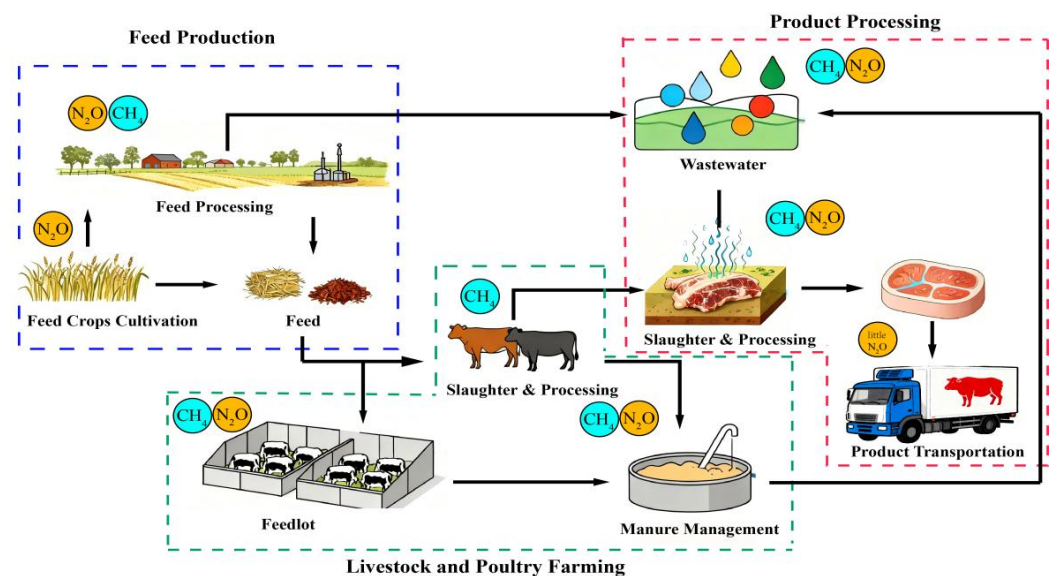 Product Processing
Feed Production
CH₄ N₂O
N₂O CH₄
Wastewater
Feed Processing
N₂O
CH₄ N₂O
CH₄
Feed Crops Cultivation
Feed
Slaughter & Processing
little
N₂O
Slaughter & Processing
CH₄ N₂O
CH₄ N₂O
Product Transportation
Feedlot
Manure Management
Livestock and Poultry Farming